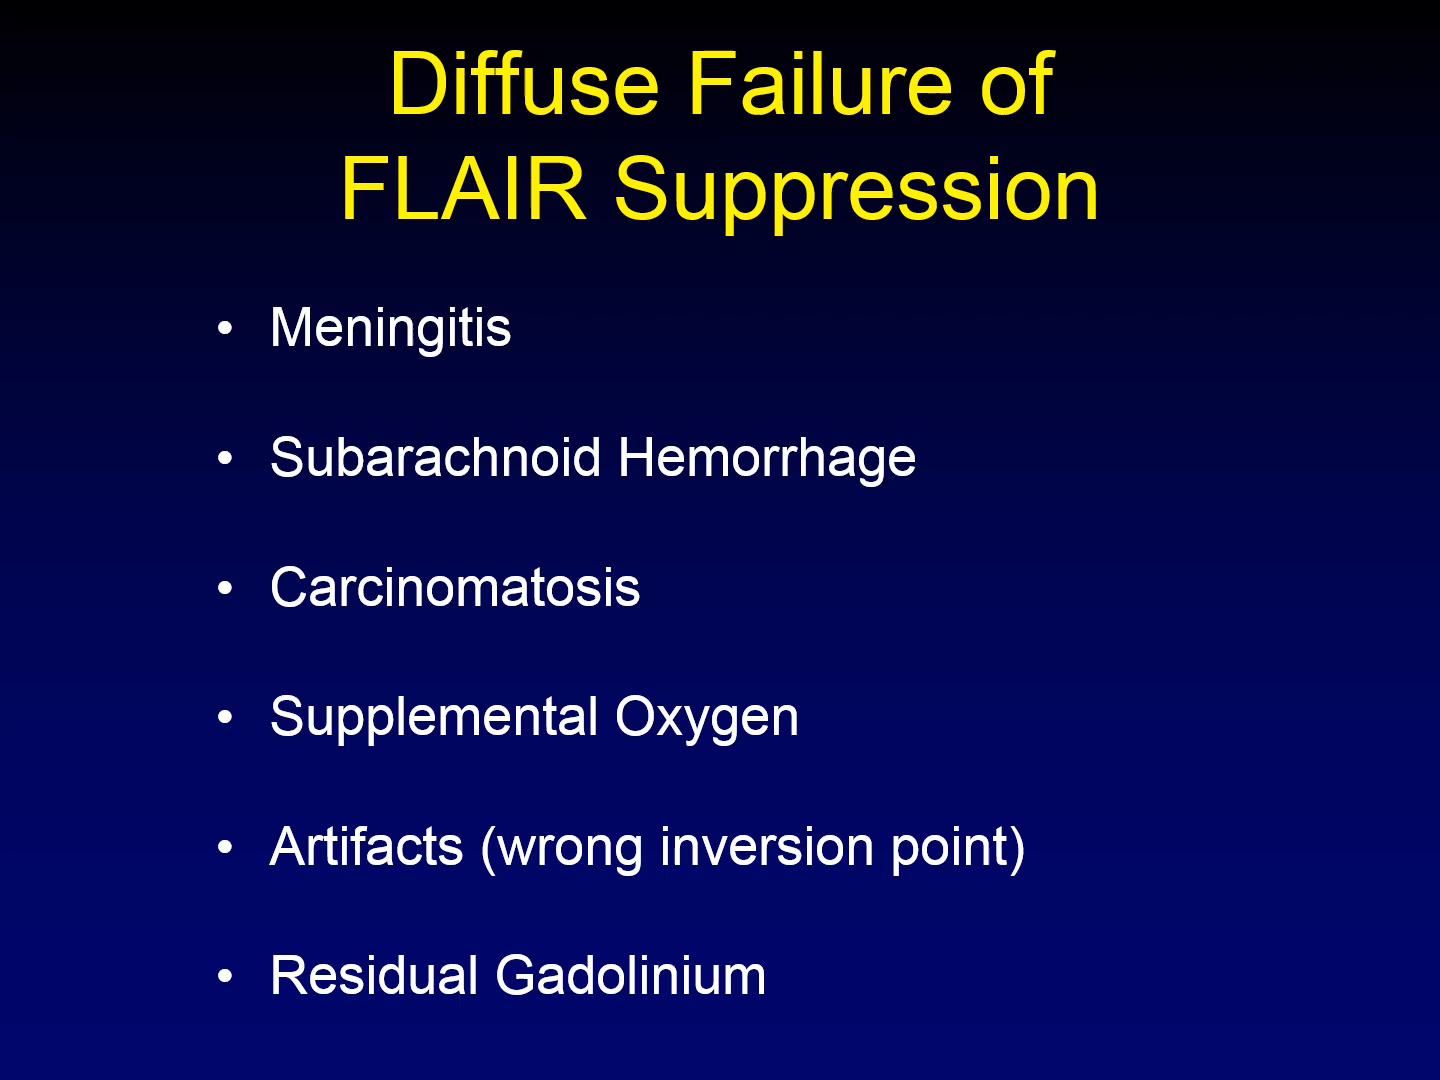 Diffuse Failure of
FLAIR Suppression
• Meningitis
• Subarachnoid Hemorrhage
• Carcinomatosis
• Supplemental Oxygen
• Artifacts (wrong inversion point)
• Residual Gadolinium